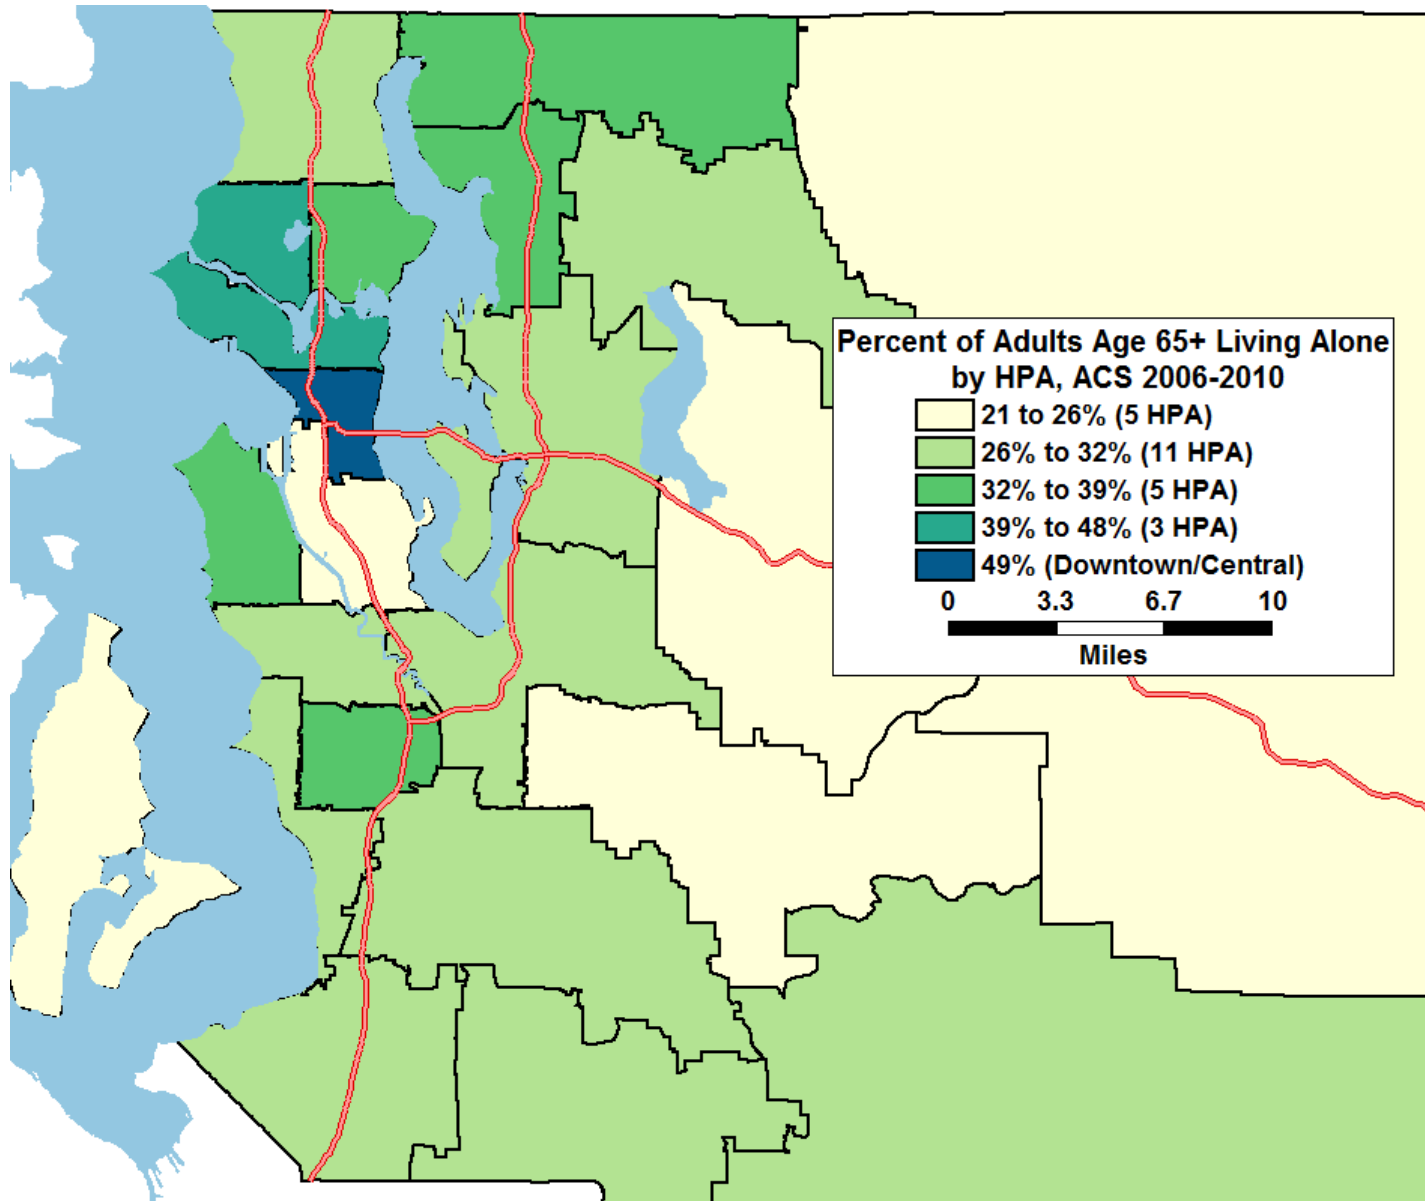 Percent of Adults Age 65+ Living Alone
by HPA, ACS 2006-2010
21 to 26% (5 HPA)
26% to 32% (11 HPA)
32% to 39% (5 HPA)
39% to 48% (3 HPA)
49% (Downtown/Central)
0 3.3 6.7 10
Miles